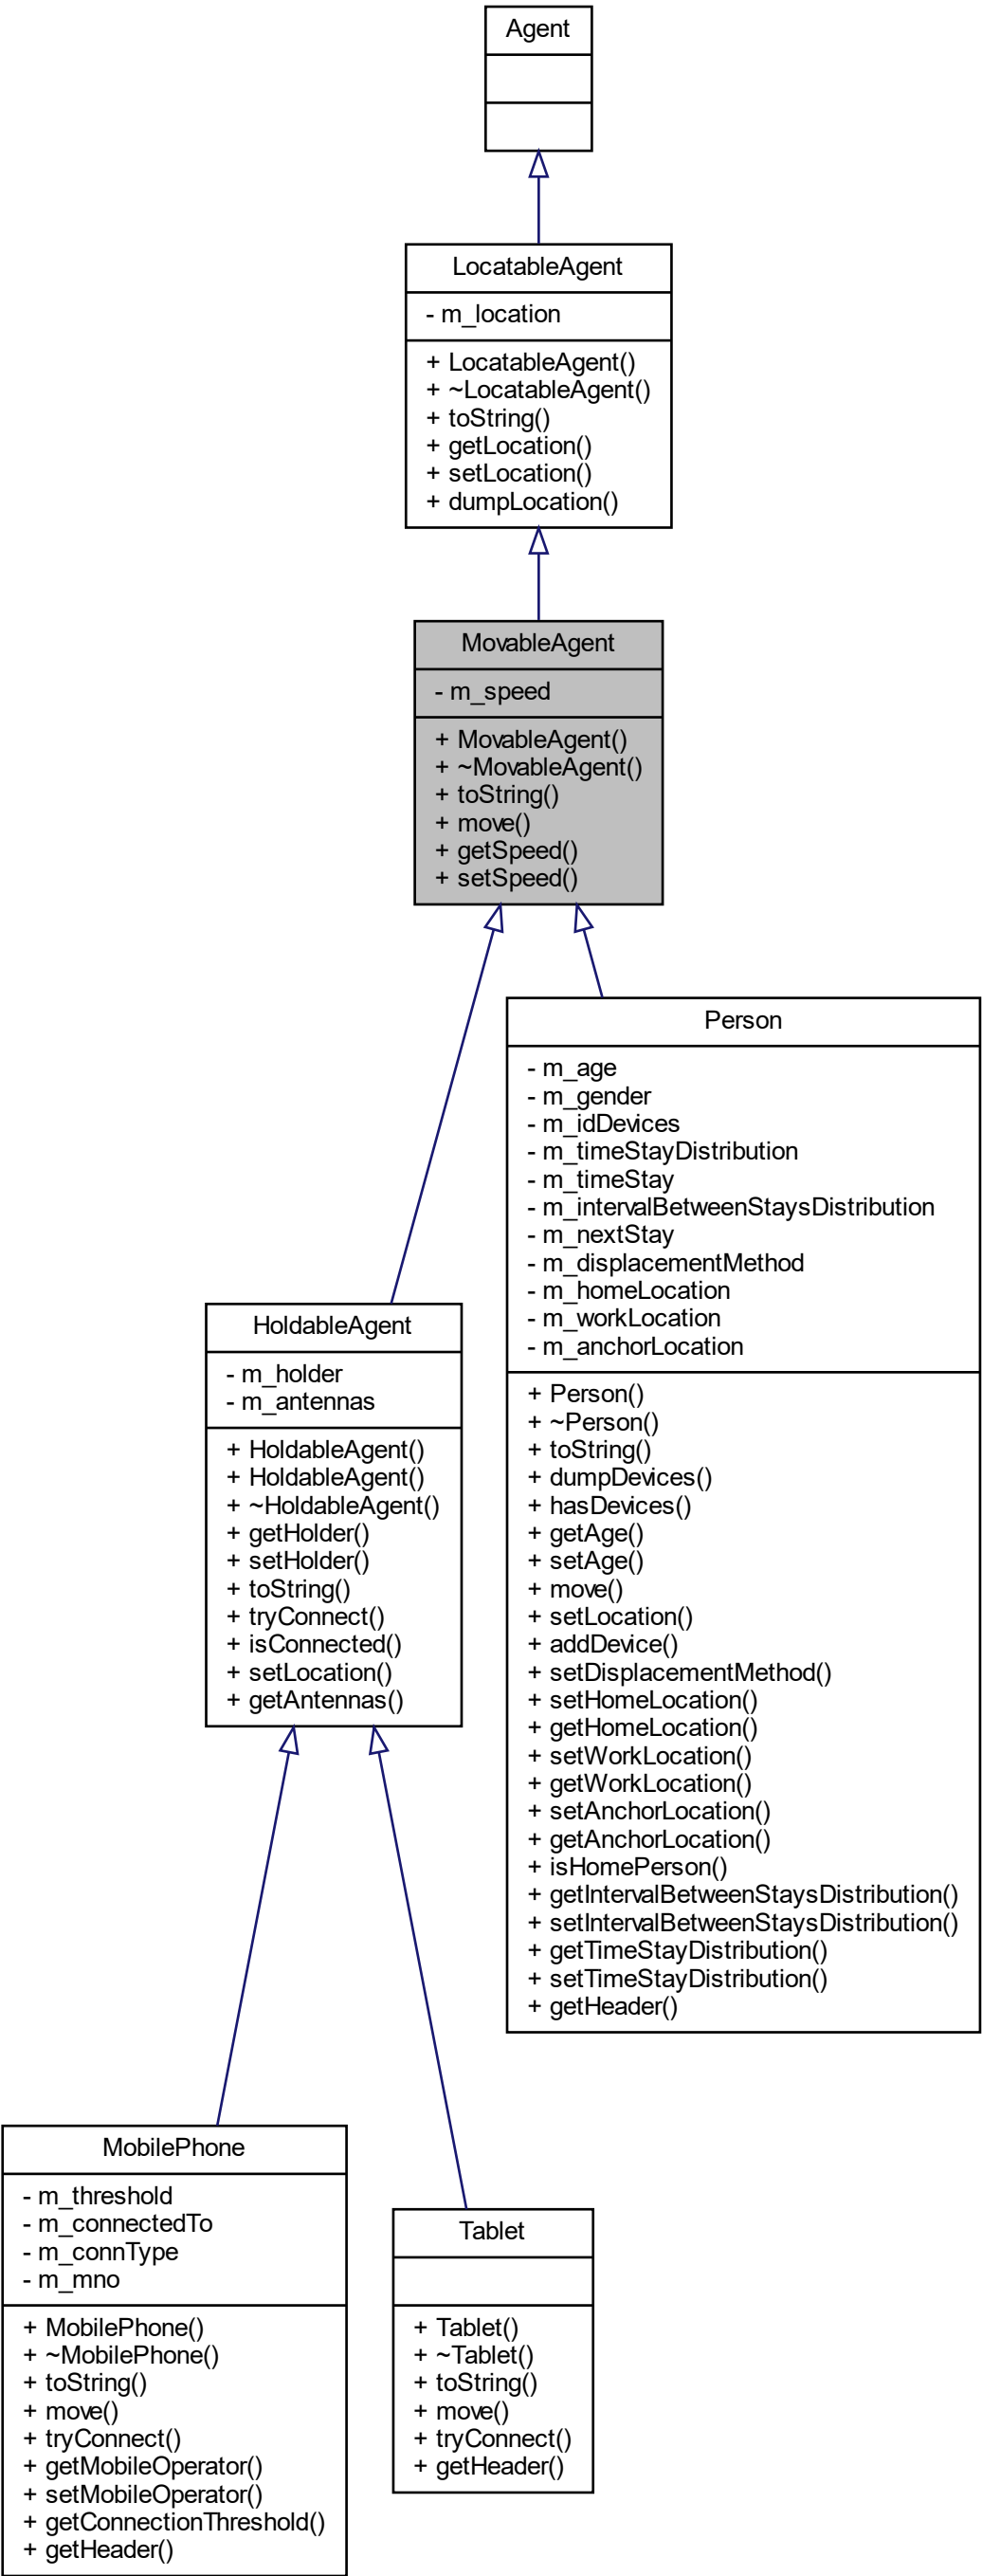 Agent
LocatableAgent
- m_location
+ LocatableAgent()
+ ~LocatableAgent()
+ toString()
+ getLocation()
+ setLocation()
+ dumpLocation()
MovableAgent
- m_speed
+ MovableAgent()
+ ~MovableAgent()
+ toString()
+ move()
+ getSpeed()
+ setSpeed()
Person
- m_age
- m_gender
- m_idDevices
- m_timeStayDistribution
- m_timeStay
- m_intervalBetweenStaysDistribution
- m_nextStay
- m_displacementMethod
- m_homeLocation
- m_workLocation
- m_anchorLocation
+ Person()
+ ~Person()
+ toString()
+ dumpDevices()
+ hasDevices()
+ getAge()
+ setAge()
+ move()
+ setLocation()
+ addDevice()
+ setDisplacementMethod()
+ setHomeLocation()
+ getHomeLocation()
+ setWorkLocation()
+ getWorkLocation()
+ setAnchorLocation()
+ getAnchorLocation()
+ isHomePerson()
+ getIntervalBetweenStaysDistribution()
+ setIntervalBetweenStaysDistribution()
+ getTimeStayDistribution()
+ setTimeStayDistribution()
+ getHeader()
HoldableAgent
- m_holder
- m_antennas
+ HoldableAgent()
+ HoldableAgent()
+ ~HoldableAgent()
+ getHolder()
+ setHolder()
+ toString()
+ tryConnect()
+ isConnected()
+ setLocation()
+ getAntennas()
MobilePhone
- m_threshold
- m_connectedTo
- m_connType
- m_mno
+ MobilePhone()
+ ~MobilePhone()
+ toString()
+ move()
+ tryConnect()
+ getMobileOperator()
+ setMobileOperator()
+ getConnectionThreshold()
+ getHeader()
Tablet
+ Tablet()
+ ~Tablet()
+ toString()
+ move()
+ tryConnect()
+ getHeader()